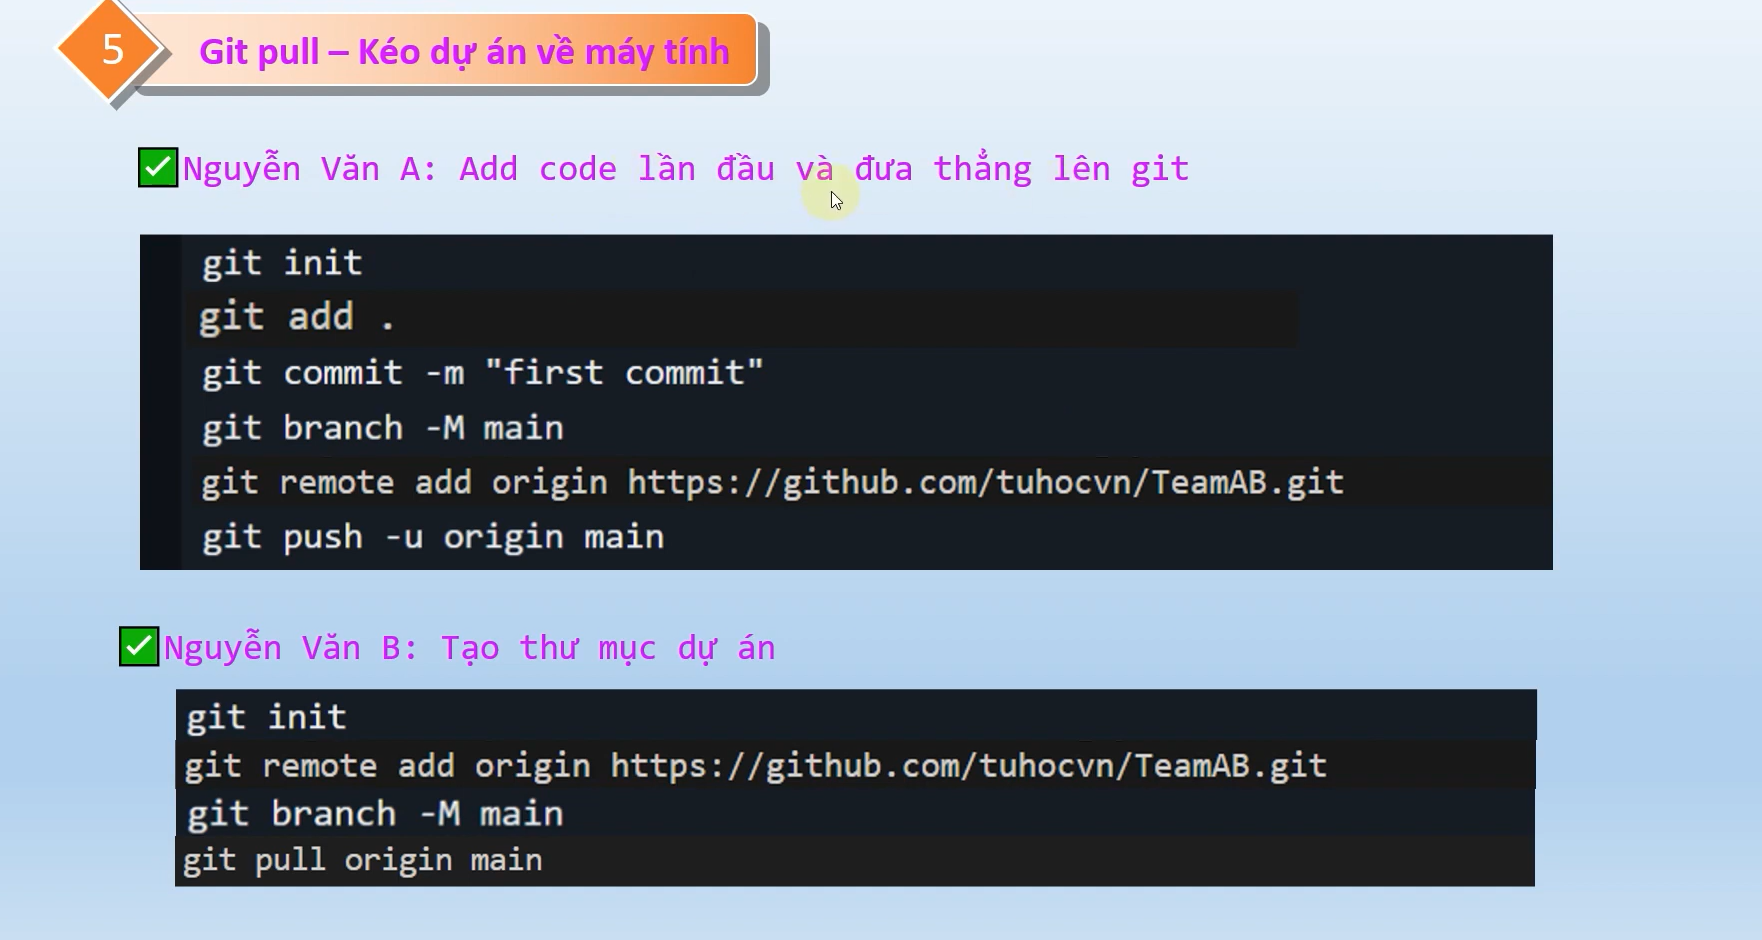 5
Git pull – Kéo dự án về máy tính
Nguyễn Văn A: Add code lần đầu và đưa thẳng lên git
git init
git add .
git commit -m "first commit"
git branch -M main
git remote add origin https://github.com/tuhocvn/TeamAB.git
git push -u origin main
Nguyễn Văn B: Tạo thư mục dự án
git init
git remote add origin https://github.com/tuhocvn/TeamAB.git
git branch -M main
git pull origin main